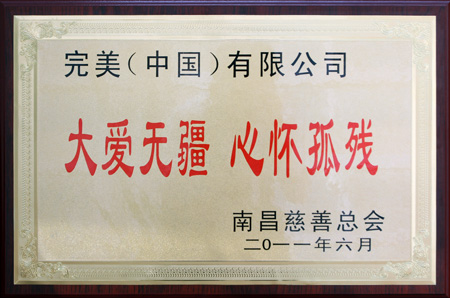 完美（中国）有限公司
大爱无疆 心怀孤残
南昌慈善总会
二〇一一年六月